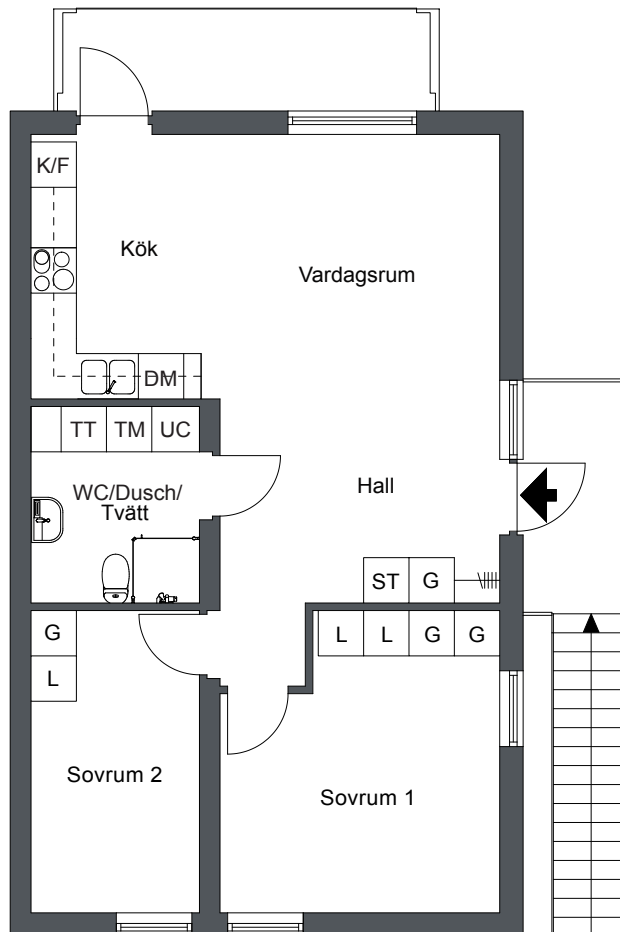 K/F
Kök
Vardagsrum
DM
TT TM UC
WC/Dusch/
Tvätt
Hall
ST G
G
L
L L G G
Sovrum 2
Sovrum 1